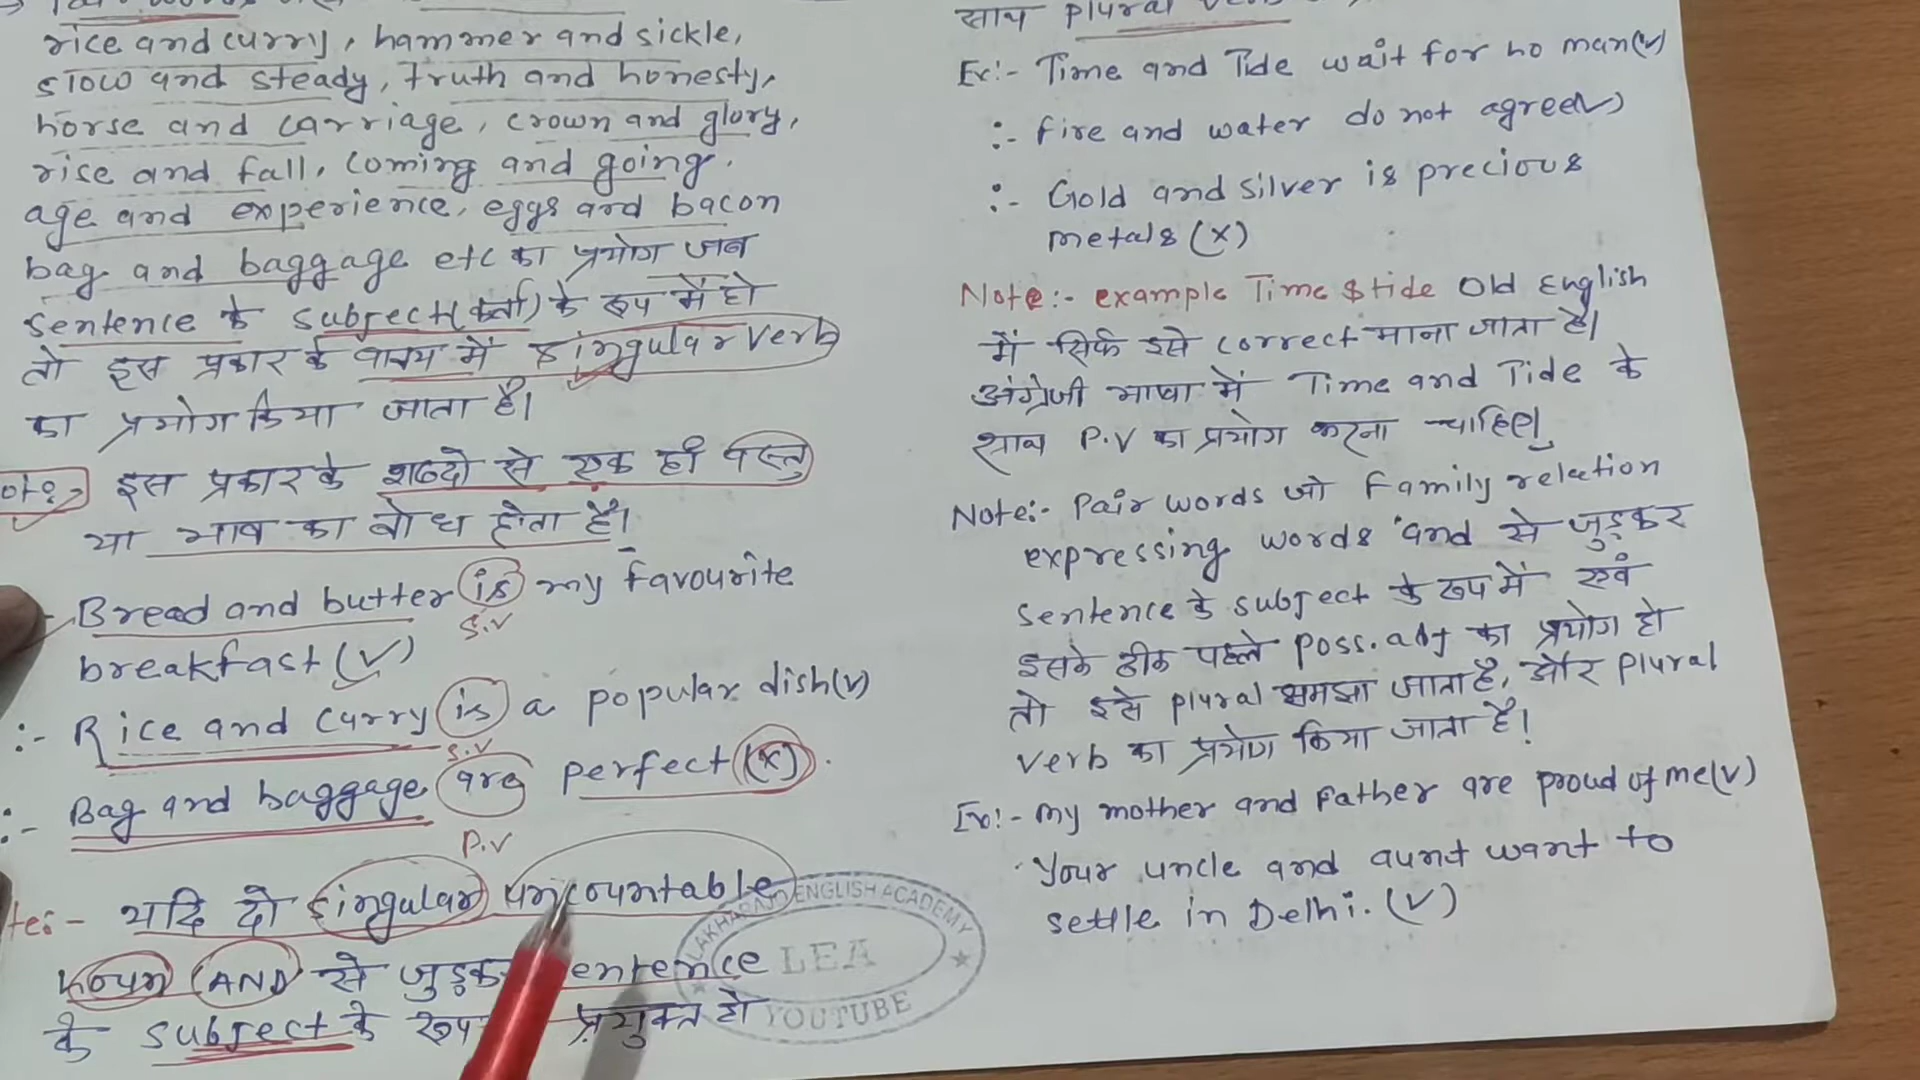 rice and curry, hammer and sickle,
slow and steady, truth and honesty,
horse and carriage, crown and glory,
rise and fall, coming and going.
age and experience, eggs and bacon
bag and baggage etc का प्रयोग जब
sentence के subject(कर्ता) के रूप में हो
तो इस प्रकार के वाक्य में singular verb
का प्रयोग किया जाता है।
इस प्रकार के शब्दो से एक ही वस्तु
या भाव का बोध होता है।
Bread and butter is my favourite
S.V
breakfast (✓)
:- Rice and curry is a popular dish(✓)
S.V
:- Bag and baggage are perfect (x).
P.V
te:- यदि दो singular uncountable
noun (AND) से जुड़कर sentence
के subject के रूप प्रयुक्त हो
साथ plural verb
Ex:- Time and Tide wait for no man(✓)
:- fire and water do not agree(✓)
:- Gold and silver is precious
metals (x)
Note:- example Time & tide Old English
में सिर्फ इसे correct माना जाता है।
अंग्रेजी भाषा में Time and Tide के
साथ P.V का प्रयोग करना चाहिए।
Note:- Pair words जो Family relection
expressing words 'and से जुड़कर
sentence के subject के रूप में एवं
इसके ठीक पहले poss. adj का प्रयोग हो
तो इसे plural समझा जाता है, और plural
verb का प्रयोग किया जाता है।
Ex:- my mother and Father are proud of me(✓)
Your uncle and aunt want to
settle in Delhi. (✓)
ENGLISH ACADEMY
LEA
YOUTUBE